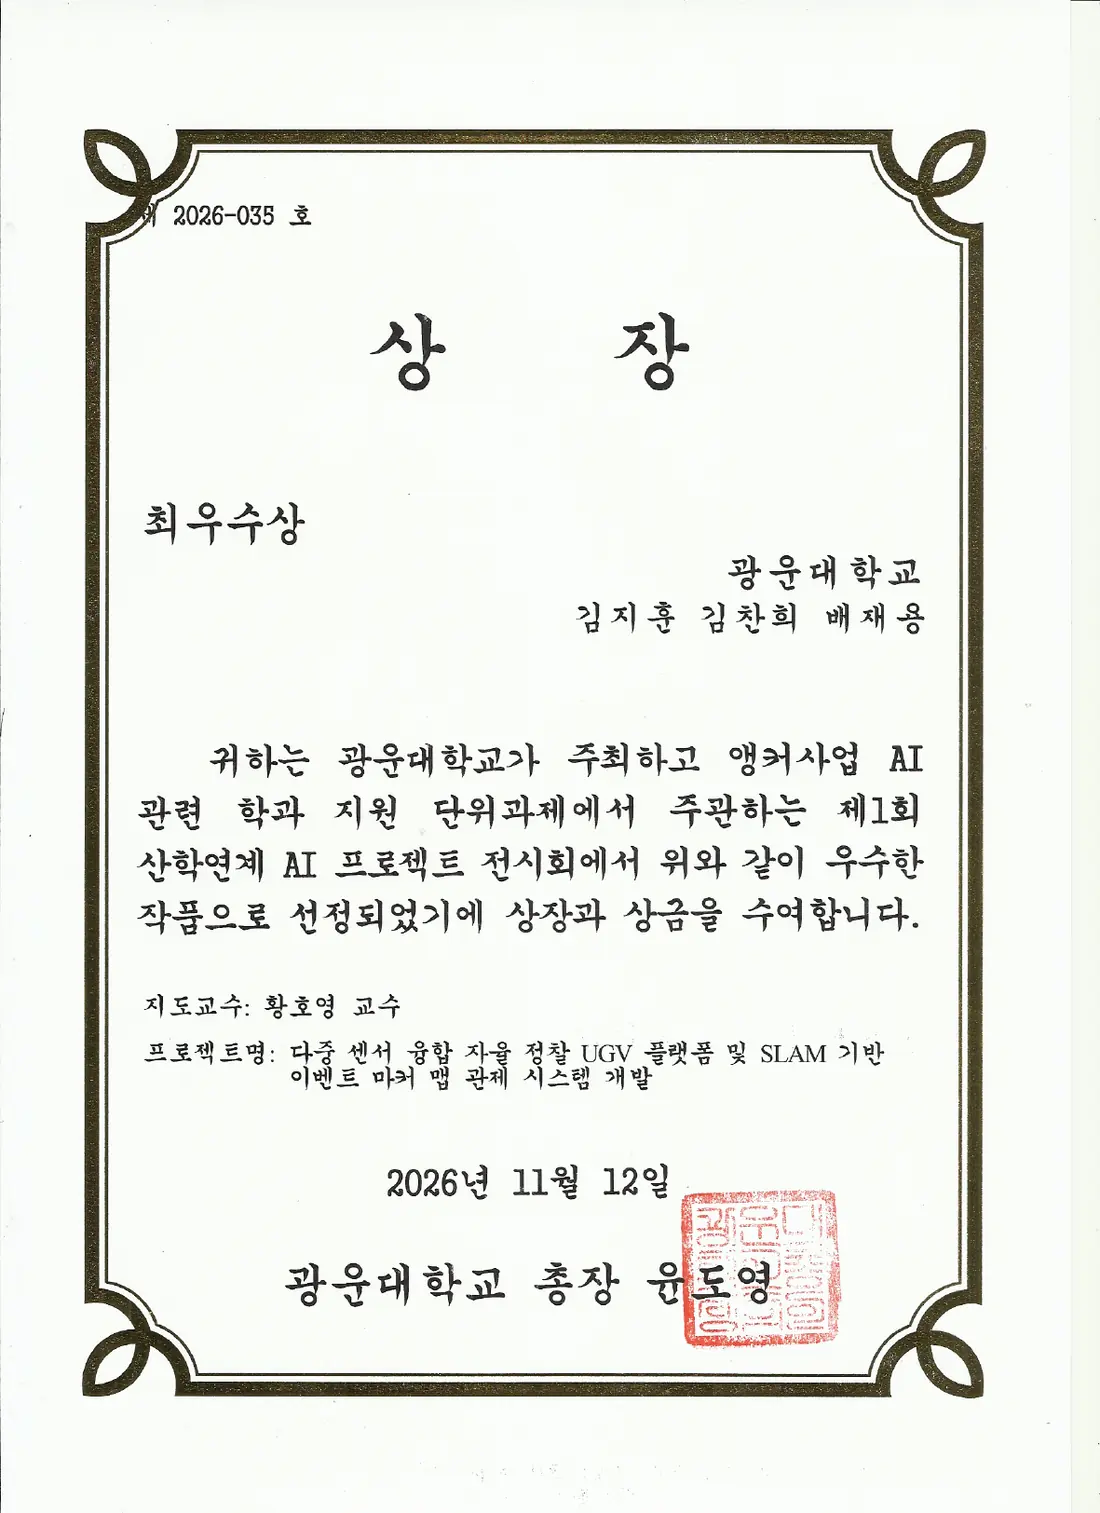 제 2026-035 호
상 장
최우수상
광운대학교
김지훈 김찬희 배재용
귀하는 광운대학교가 주최하고 앵커사업 AI
관련 학과 지원 단위과제에서 주관하는 제1회
산학연계 AI 프로젝트 전시회에서 위와 같이 우수한
작품으로 선정되었기에 상장과 상금을 수여합니다.
지도교수: 황호영 교수
프로젝트명: 다중 센서 융합 자율 정찰 UGV 플랫폼 및 SLAM 기반
이벤트 마커 맵 관제 시스템 개발
2026년 11월 12일
광운대학교 총장 윤도영